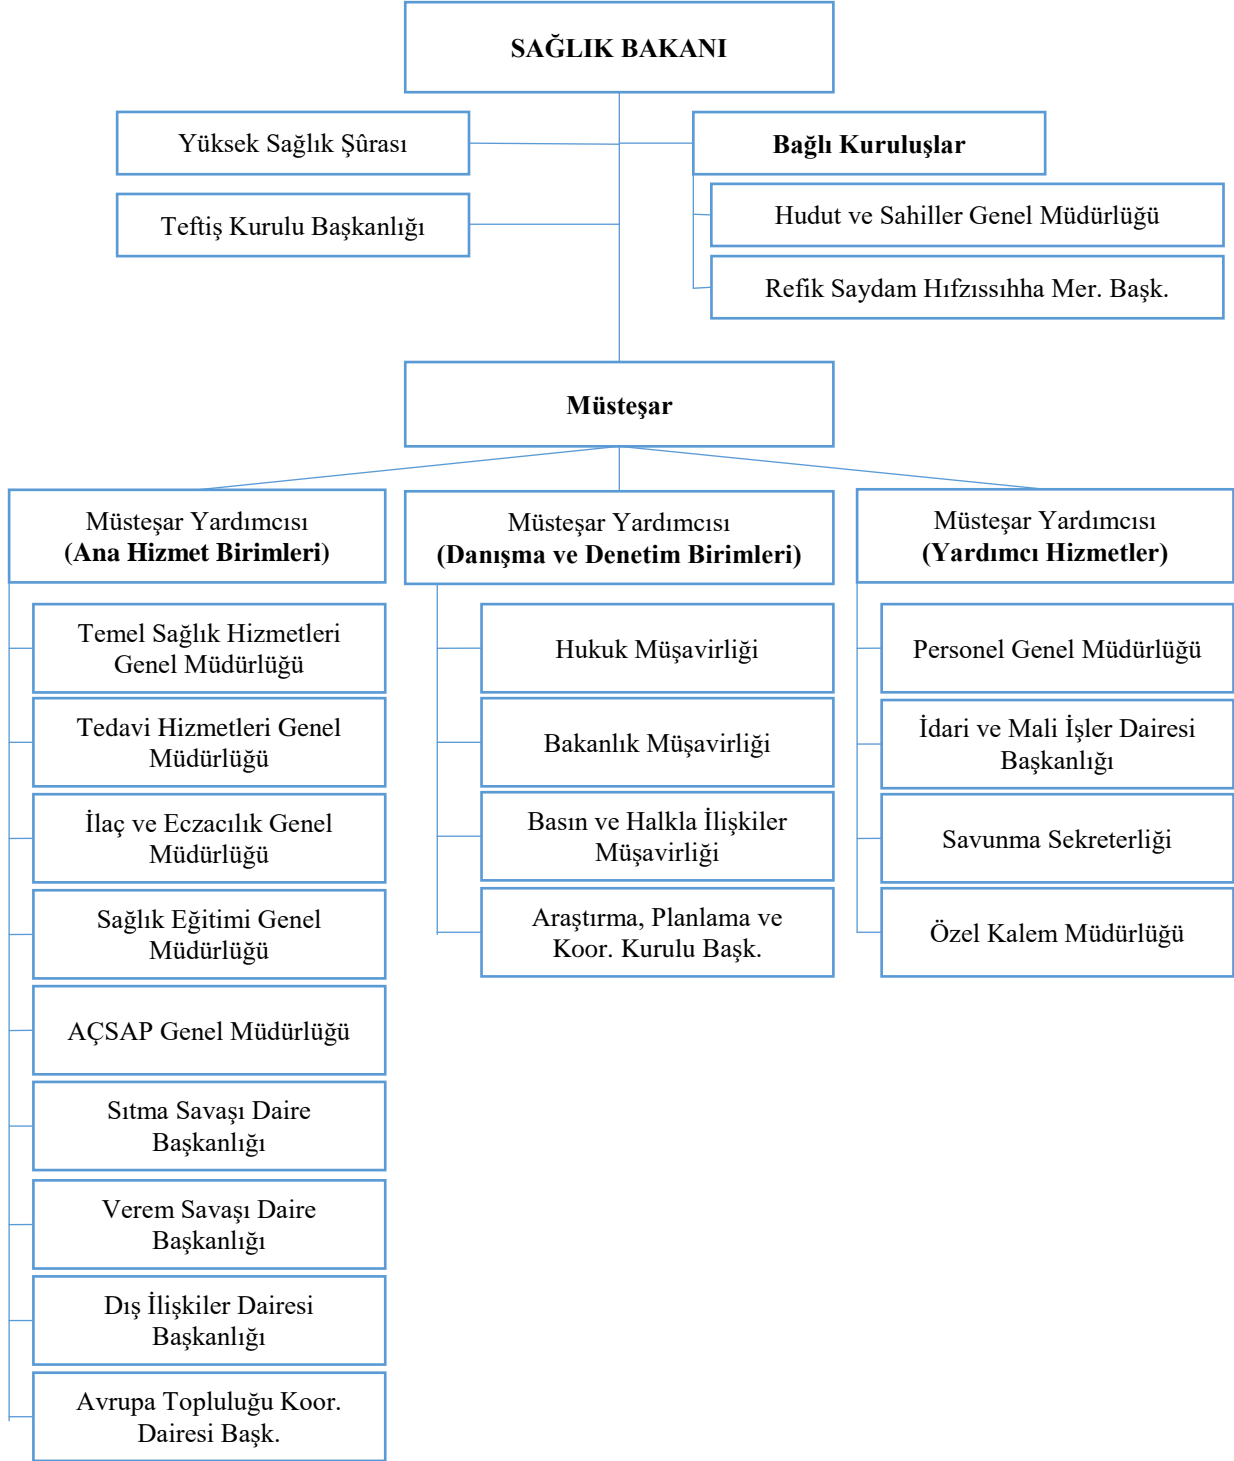 SAĞLIK BAKANI
Yüksek Sağlık Şûrası
Bağlı Kuruluşlar
Teftiş Kurulu Başkanlığı
Hudut ve Sahiller Genel Müdürlüğü
Refik Saydam Hıfzıssıhha Mer. Başk.
Müsteşar
Müsteşar Yardımcısı
(Ana Hizmet Birimleri)
Temel Sağlık Hizmetleri
Genel Müdürlüğü
Tedavi Hizmetleri Genel
Müdürlüğü
İlaç ve Eczacılık Genel
Müdürlüğü
Sağlık Eğitimi Genel
Müdürlüğü
AÇSAP Genel Müdürlüğü
Sıtma Savaşı Daire
Başkanlığı
Verem Savaşı Daire
Başkanlığı
Dış İlişkiler Dairesi
Başkanlığı
Avrupa Topluluğu Koor.
Dairesi Başk.
Müsteşar Yardımcısı
(Danışma ve Denetim Birimleri)
Hukuk Müşavirliği
Bakanlık Müşavirliği
Basın ve Halkla İlişkiler
Müşavirliği
Araştırma, Planlama ve
Koor. Kurulu Başk.
Müsteşar Yardımcısı
(Yardımcı Hizmetler)
Personel Genel Müdürlüğü
İdari ve Mali İşler Dairesi
Başkanlığı
Savunma Sekreterliği
Özel Kalem Müdürlüğü